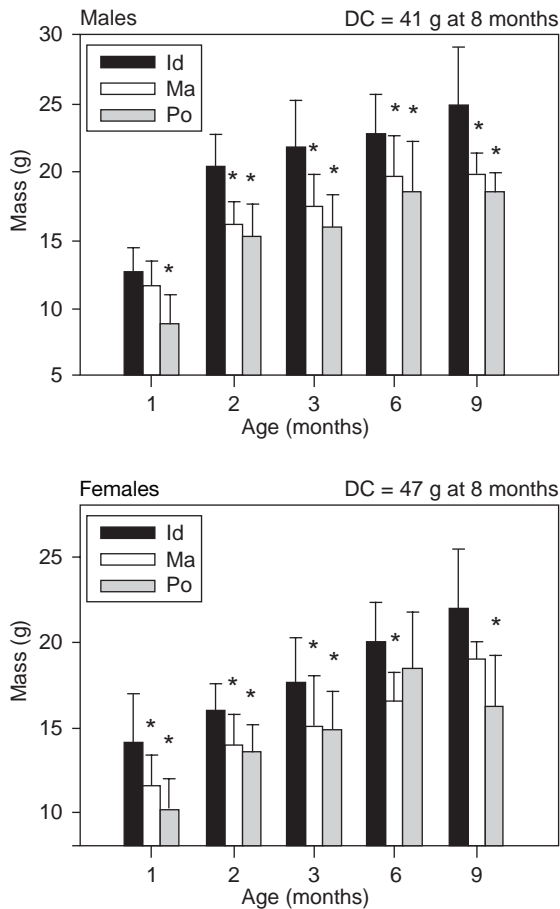 Males DC = 41 g at 8 months
30
25
20
15
10
5
Mass (g)
Id
Ma
Po
*
* *
* *
* *
* *
1 2 3 6 9
Age (months)
Females DC = 47 g at 8 months
25
20
15
10
Mass (g)
Id
Ma
Po
* *
* *
* *
*
*
1 2 3 6 9
Age (months)